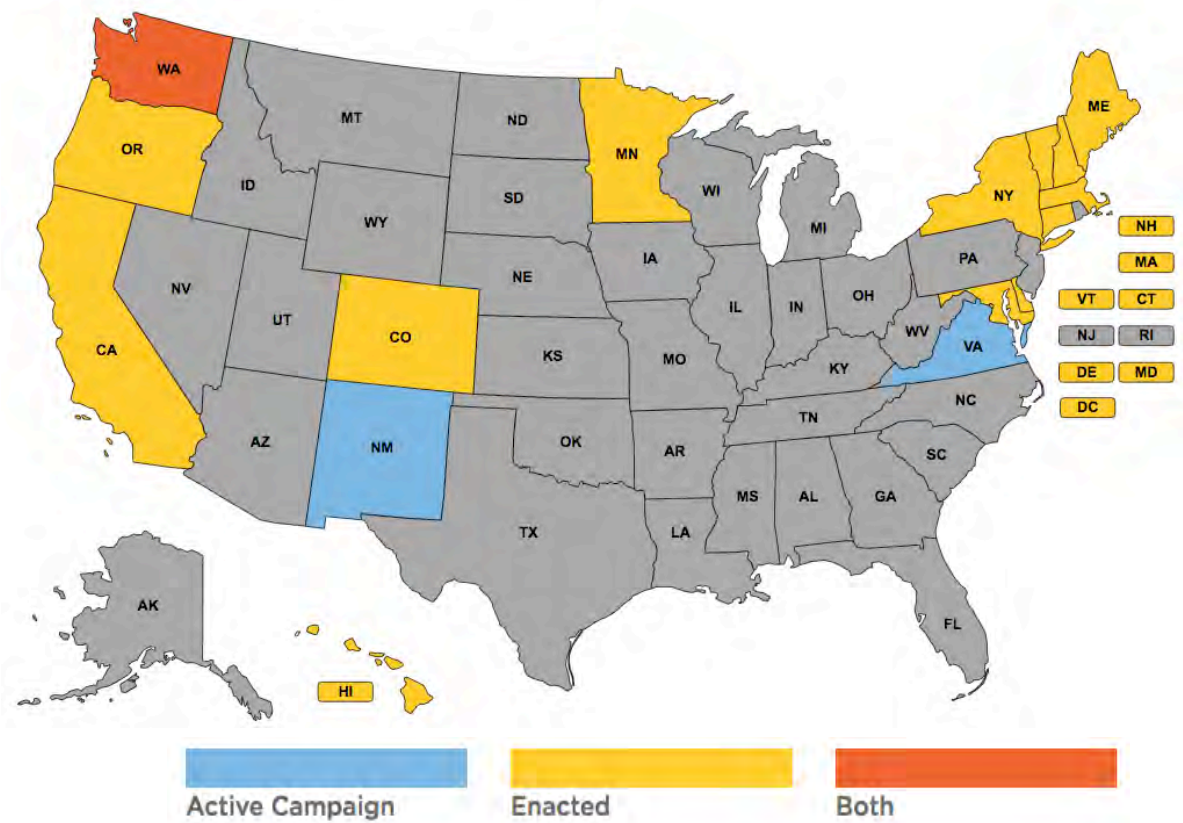 WA
MT
ND
MN
ME
OR
ID
SD
WI
NY
WY
MI
NH
IA
PA
MA
NE
NV
OH
VT CT
UT
IL
IN
CO
WV
NJ RI
CA
VA
KS
MO
KY
DE MD
NC
DC
TN
AZ
NM
OK
AR
SC
MS
AL
GA
TX
LA
AK
FL
HI
Active Campaign
Enacted
Both